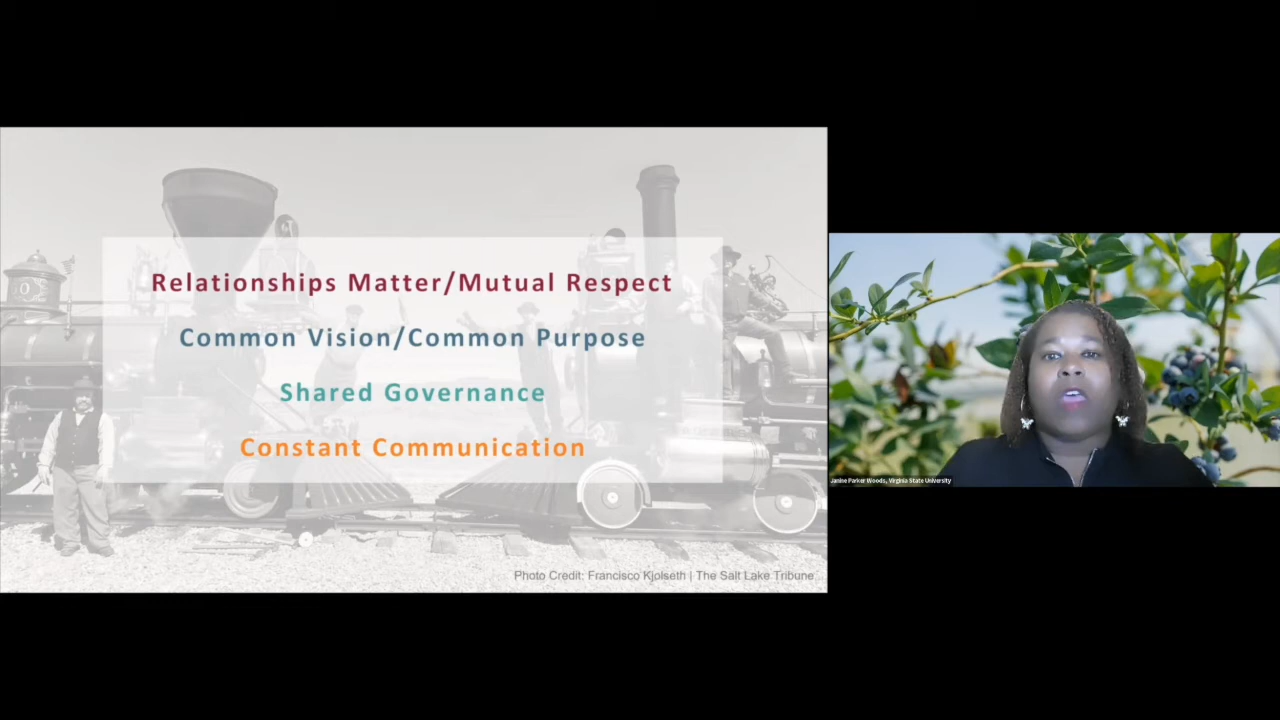 Relationships Matter/Mutual Respect
Common Vision/Common Purpose
Shared Governance
Constant Communication
Photo Credit: Francisco Kjolseth | The Salt Lake Tribune
Janine Parker Woods, Virginia State University